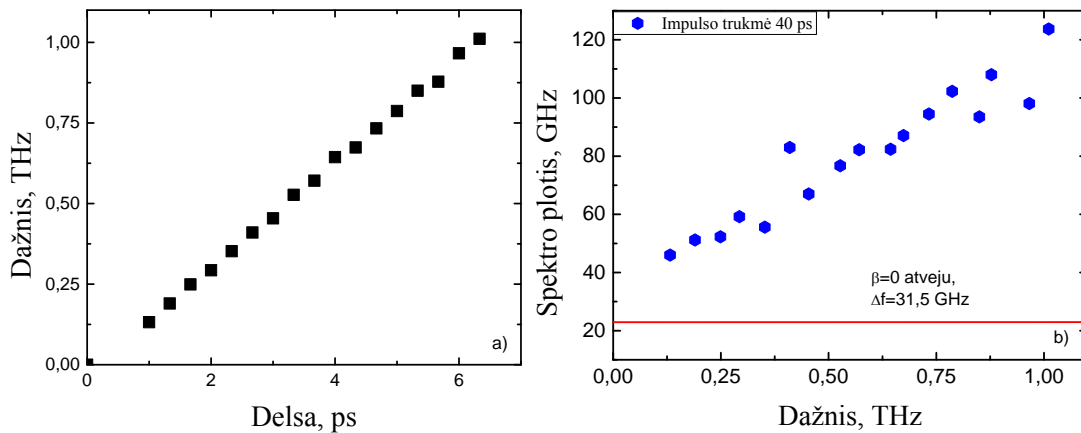 1,00
0,75
0,50
0,25
0,00
0
2
4
6
Dažnis, THz
Delsa, ps
a)
Impulso trukmė 40 ps
120
100
80
60
40
20
0,00
0,25
0,50
0,75
1,00
Spektro plotis, GHz
Dažnis, THz
β=0 atveju,
Δf=31,5 GHz
b)